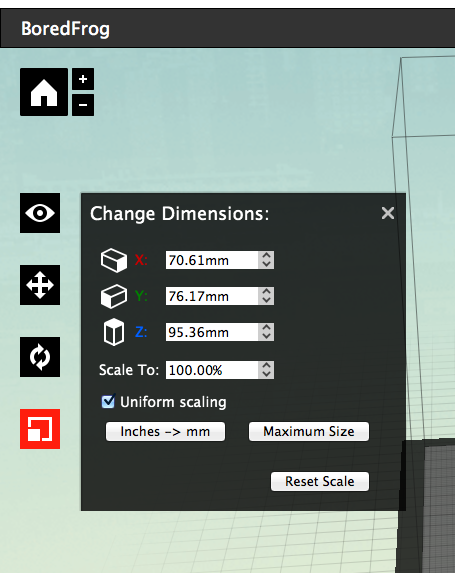 BoredFrog
+
-
Change Dimensions:
X: 70.61mm
Y: 76.17mm
Z: 95.36mm
Scale To: 100.00%
Uniform scaling
Inches -> mm Maximum Size
Reset Scale